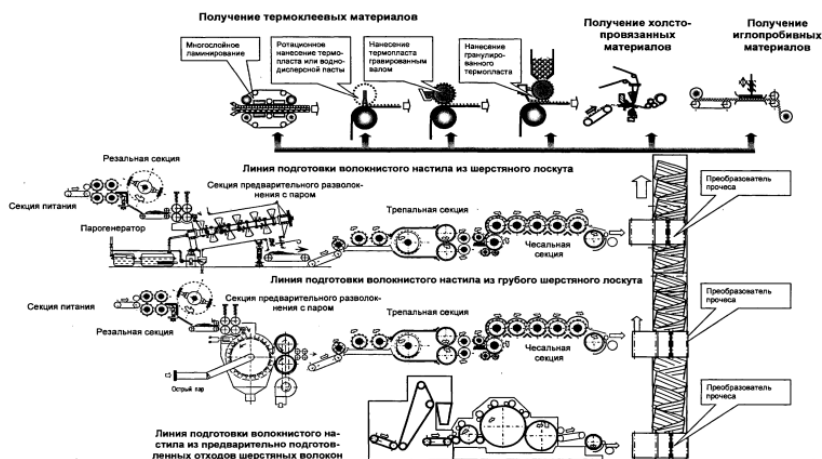 Получение термоклеевых материалов
Получение холсто-
провязанных
материалов
Получение
иглопробивных
материалов
Многослойное
ламинирование
Ротационное
нанесение термо-
пласта или водно-
дисперсной пасты
Нанесение
термопласта
гравированным
валом
Нанесение
гранулиро-
ванного
термопласта
Резальная секция
Линия подготовки волокнистого настила из шерстяного лоскута
Секция питания
Секция предварительного разволок-
нения с паром
Парогенератор
Трепальная секция
Чесальная
секция
Преобразователь
прочеса
Линия подготовки волокнистого настила из грубого шерстяного лоскута
Секция питания
Секция предварительного разволок-
нения с паром
Резальная секция
Трепальная секция
Чесальная
секция
Преобразователь
прочеса
Острый пар
Преобразователь
прочеса
Линия подготовки волокнистого на-
стила из предварительно подготов-
ленных отходов шерстяных волокон